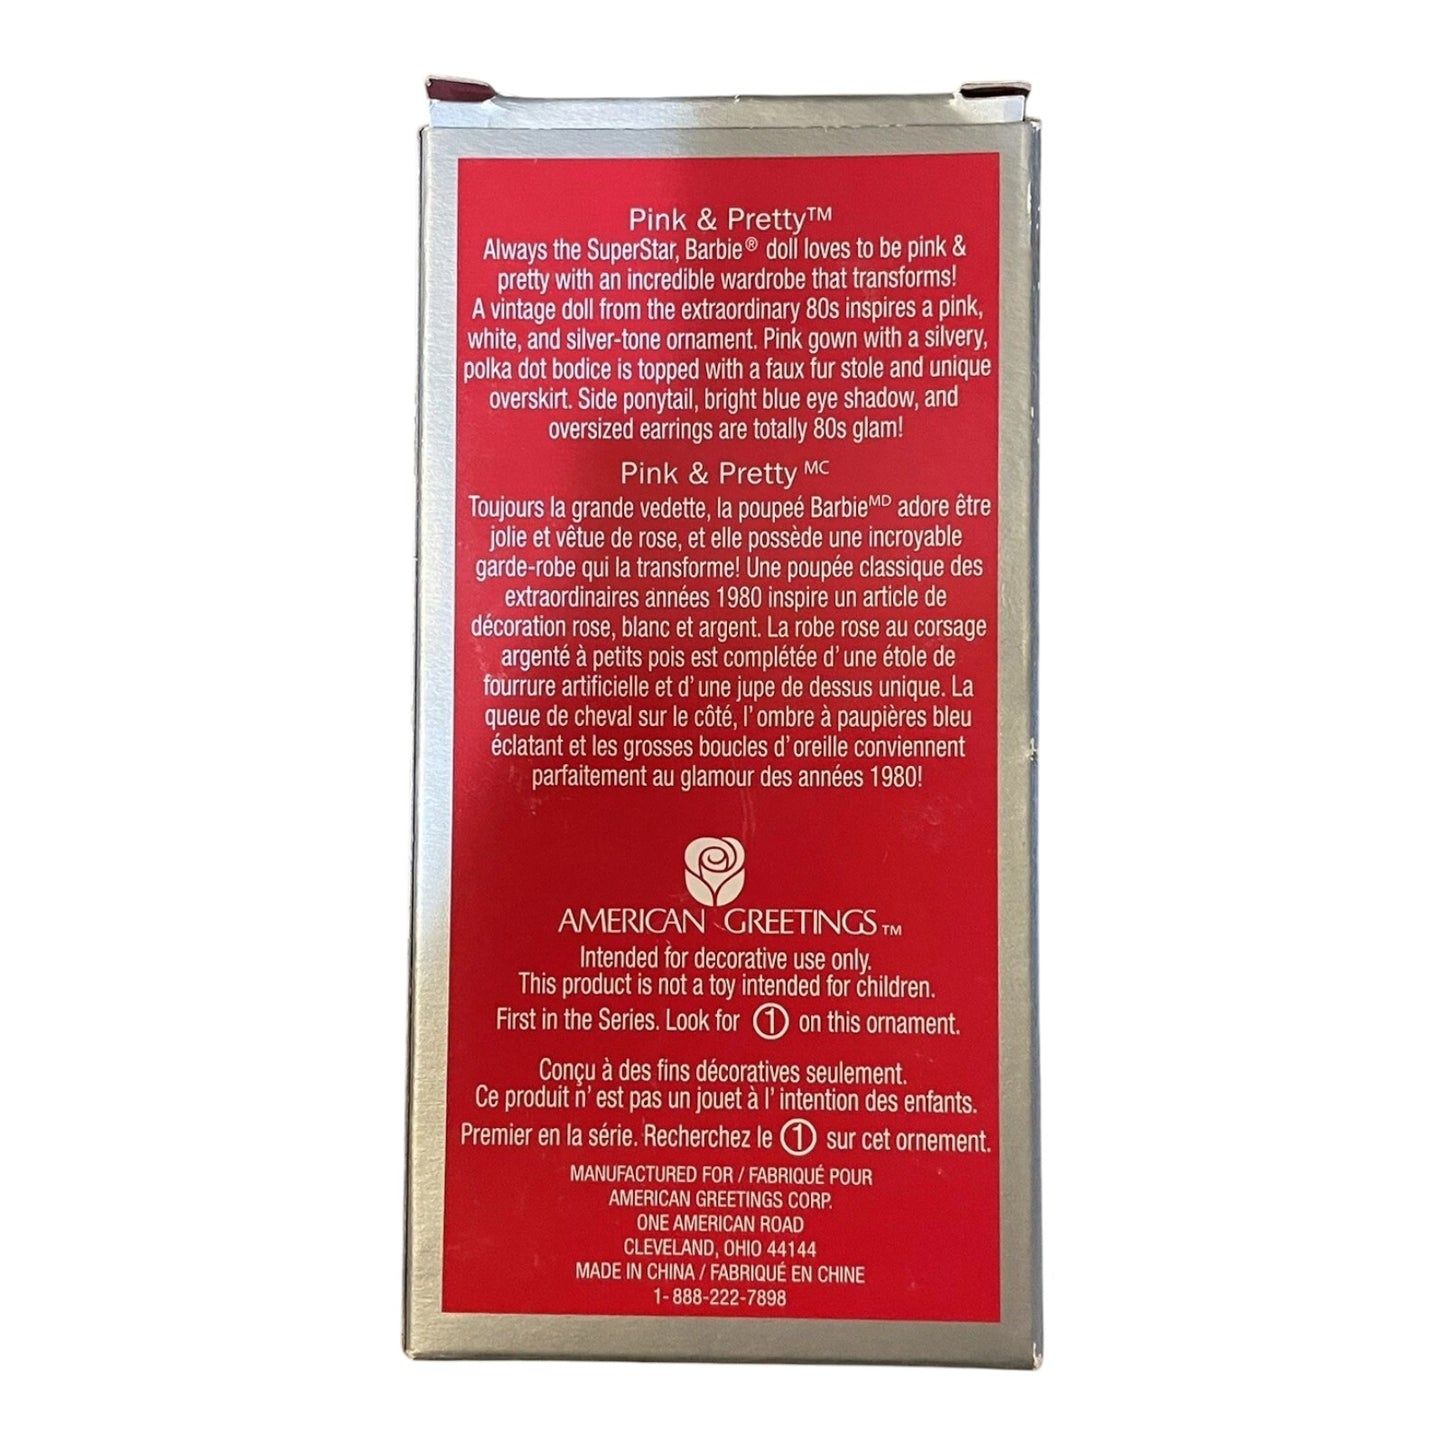 Pink & Pretty™
Always the SuperStar, Barbie® doll loves to be pink &
pretty with an incredible wardrobe that transforms!
A vintage doll from the extraordinary 80s inspires a pink,
white, and silver-tone ornament. Pink gown with a silvery,
polka dot bodice is topped with a faux fur stole and unique
overskirt. Side ponytail, bright blue eye shadow, and
oversized earrings are totally 80s glam!
Pink & Pretty MC
Toujours la grande vedette, la poupeé Barbie MD adore être
jolie et vêtue de rose, et elle possède une incroyable
garde-robe qui la transforme! Une poupée classique des
extraordinaires années 1980 inspire un article de
décoration rose, blanc et argent. La robe rose au corsage
argenté à petits pois est complétée d' une étole de
fourrure artificielle et d' une jupe de dessus unique. La
queue de cheval sur le côté, l' ombre à paupières bleu
éclatant et les grosses boucles d' oreille conviennent
parfaitement au glamour des années 1980!
AMERICAN GREETINGS TM
Intended for decorative use only.
This product is not a toy intended for children.
First in the Series. Look for ① on this ornament.
Conçu à des fins décoratives seulement.
Ce produit n' est pas un jouet à l' intention des enfants.
Premier en la série. Recherchez le ① sur cet ornement.
MANUFACTURED FOR / FABRIQUÉ POUR
AMERICAN GREETINGS CORP.
ONE AMERICAN ROAD
CLEVELAND, OHIO 44144
MADE IN CHINA / FABRIQUÉ EN CHINE
1- 888-222-7898